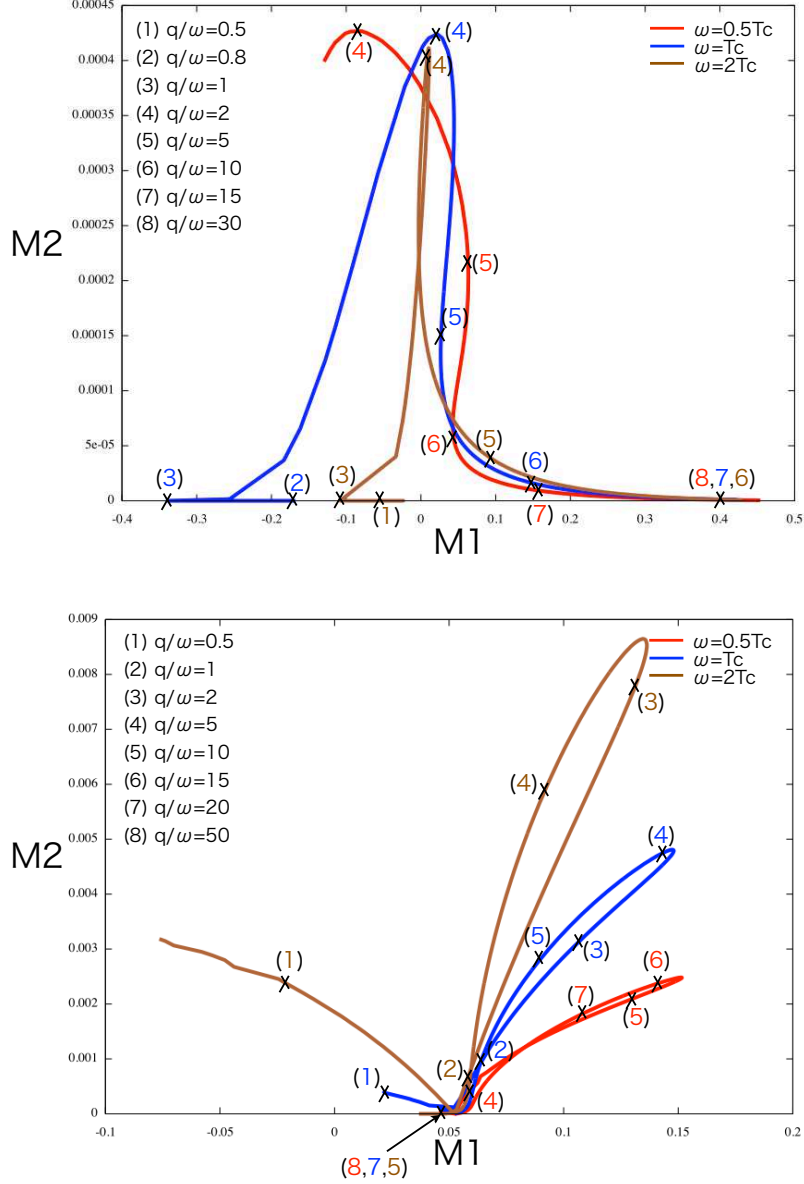 0.00045
(1) q/ω=0.5
(4)
ω=0.5Tc
(2) q/ω=0.8
(4)
ω=Tc
0.0004
(4)
ω=2Tc
(3) q/ω=1
0.00035
(4) q/ω=2
(5) q/ω=5
0.0003
(6) q/ω=10
(7) q/ω=15
0.00025
(8) q/ω=30
M2
(5)
0.0002
(5)
0.00015
0.0001
5e-05
(6)
(5)
(6)
(3)
(2)
(3)
(8,7,6)
0
(1)
(7)
-0.4
-0.3
-0.2
-0.1
0
0.1
0.2
0.3
0.4
0.5
M1
0.009
(1) q/ω=0.5
ω=0.5Tc
(2) q/ω=1
ω=Tc
0.008
ω=2Tc
(3) q/ω=2
(3)
0.007
(4) q/ω=5
(5) q/ω=10
(4)
0.006
(6) q/ω=15
(7) q/ω=20
0.005
(8) q/ω=50
(4)
M2
0.004
(5)
(3)
0.003
(1)
(6)
(7)
0.002
(5)
(2)
0.001
(2)
(1)
(4)
0
-0.1
-0.05
0
0.05
0.1
0.15
0.2
M1
(8,7,5)